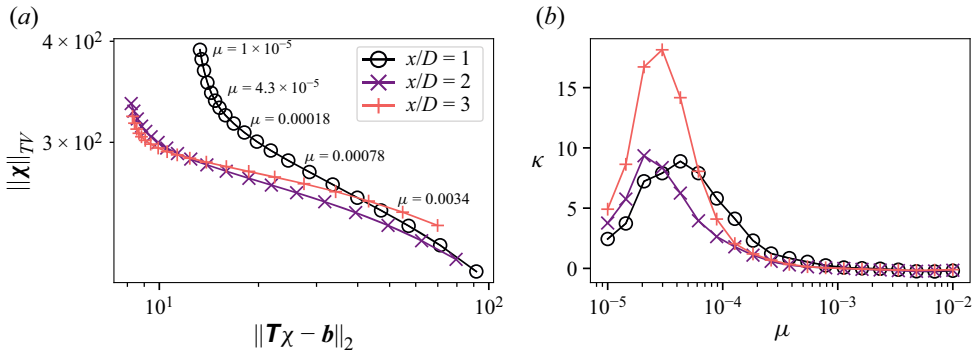 (a)
4 × 10²
3 × 10²
||χ||_TV
μ = 1 × 10⁻⁵
μ = 4.3 × 10⁻⁵
μ = 0.00018
μ = 0.00078
μ = 0.0034
x/D = 1
x/D = 2
x/D = 3
10¹
10²
||Tχ − b||₂
(b)
15
10
5
0
κ
10⁻⁵
10⁻⁴
10⁻³
10⁻²
μ